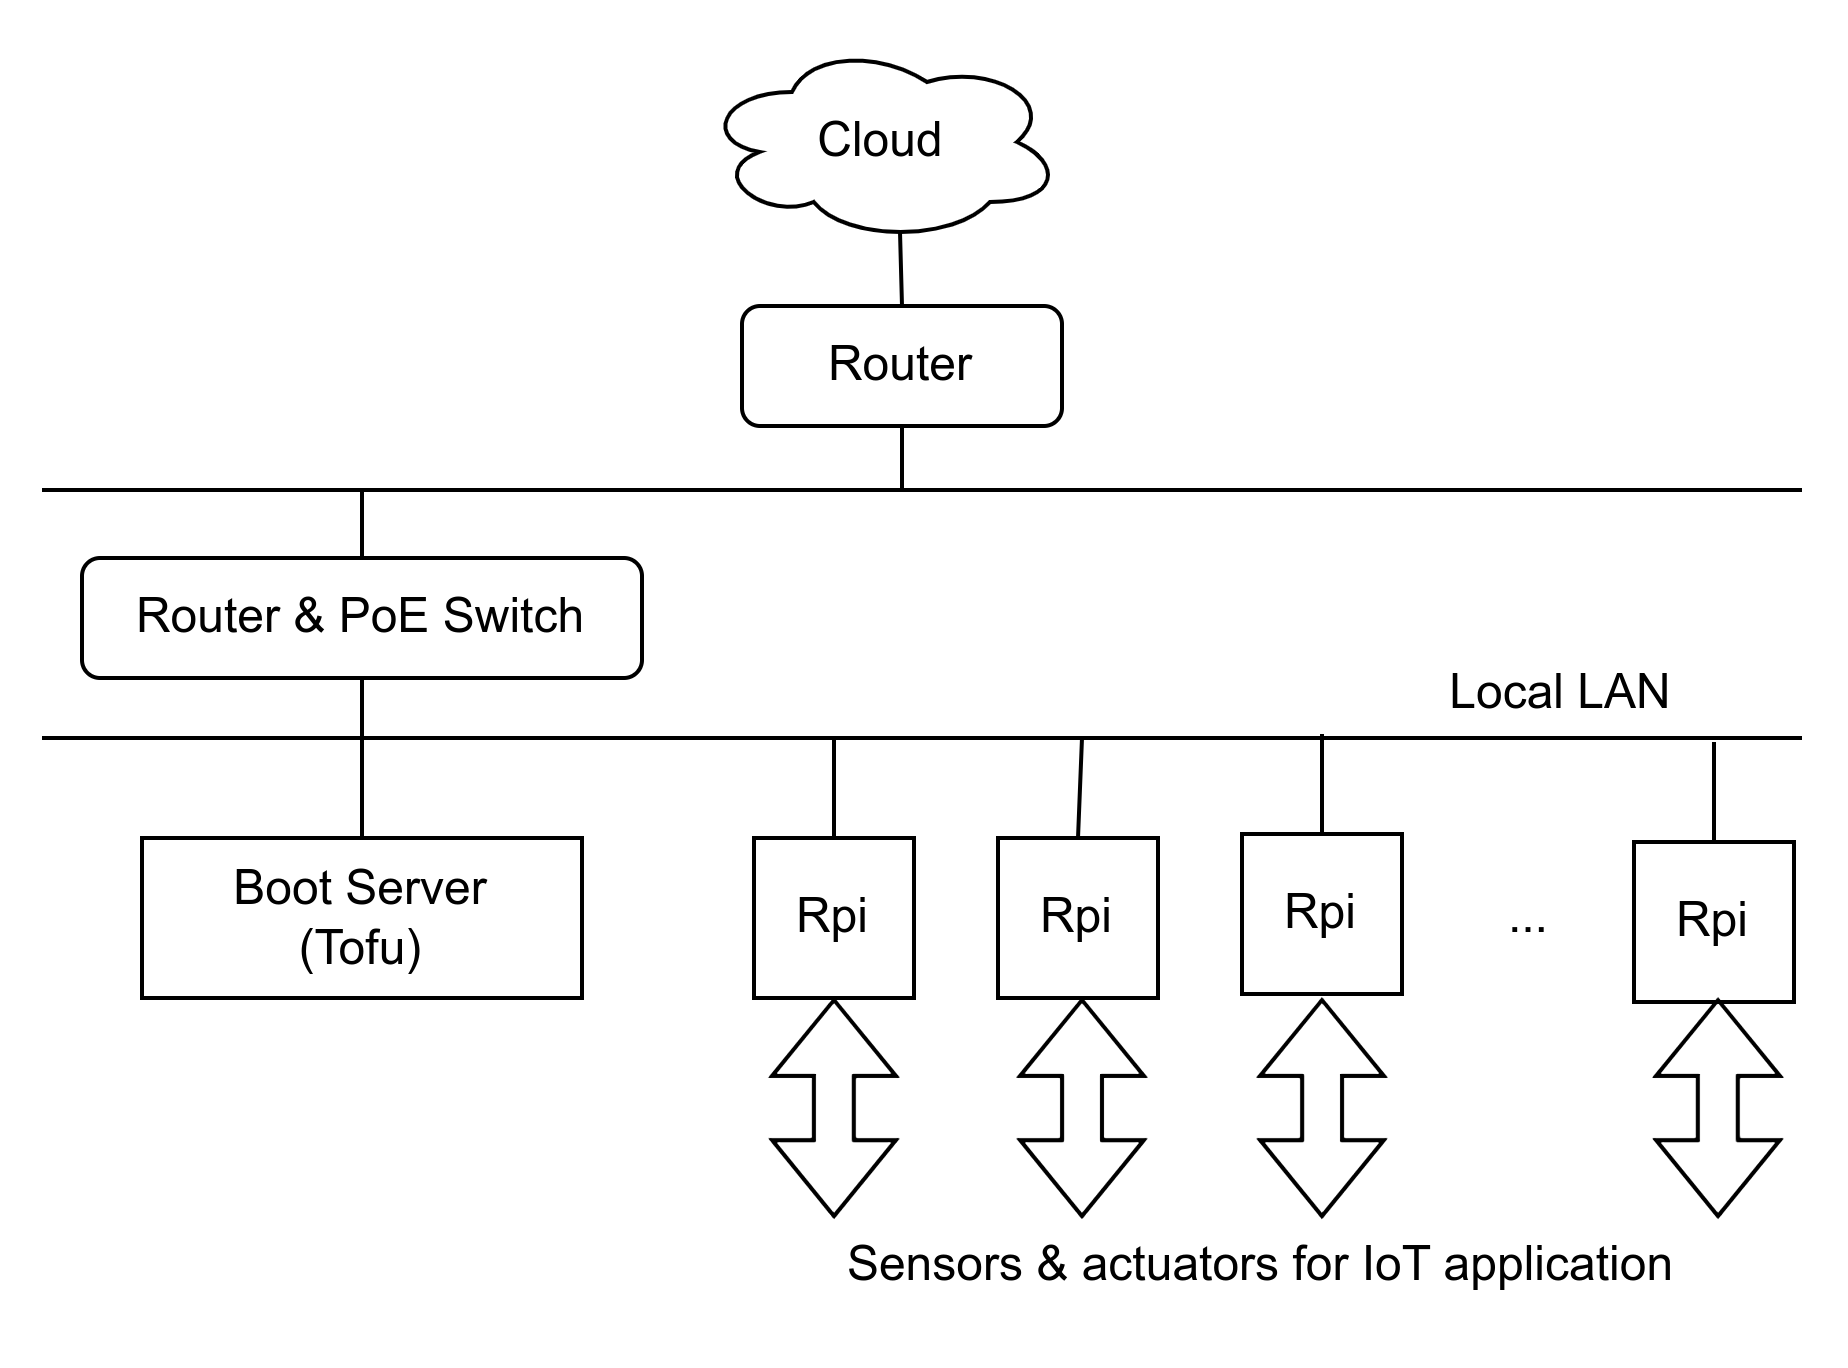 Cloud
Router
Router & PoE Switch
Local LAN
Boot Server
(Tofu)
Rpi
Rpi
Rpi
...
Rpi
Sensors & actuators for IoT application